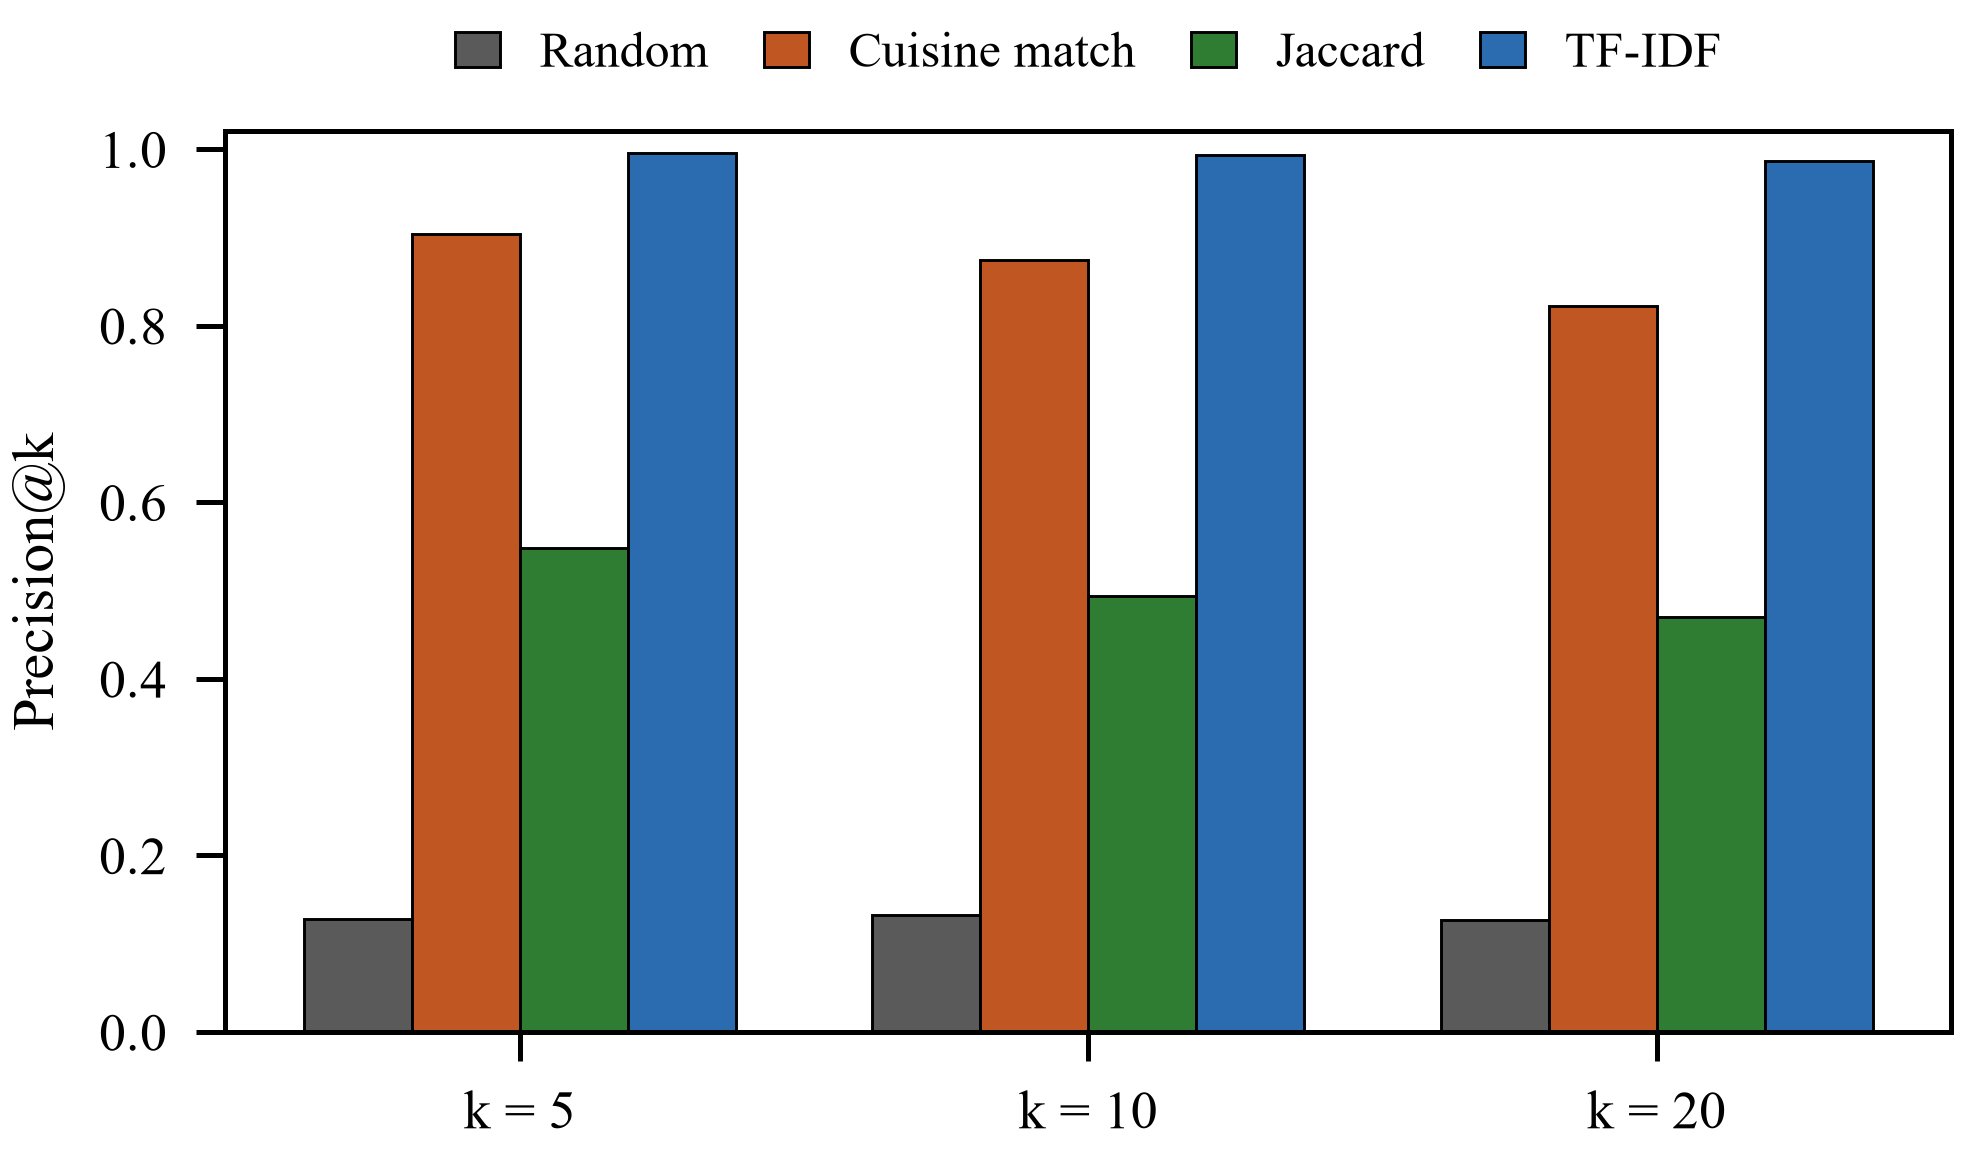 Random Cuisine match Jaccard TF-IDF
Precision@k
1.0
0.8
0.6
0.4
0.2
0.0
k = 5 k = 10 k = 20